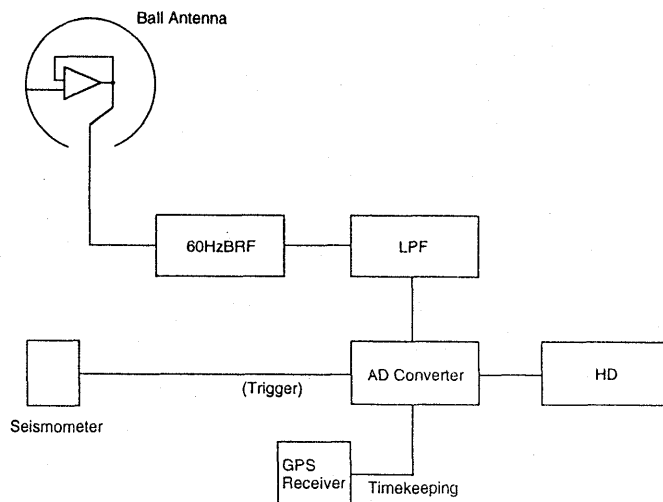 Ball Antenna
60HzBRF
LPF
AD Converter
HD
(Trigger)
Seismometer
GPS
Receiver
Timekeeping